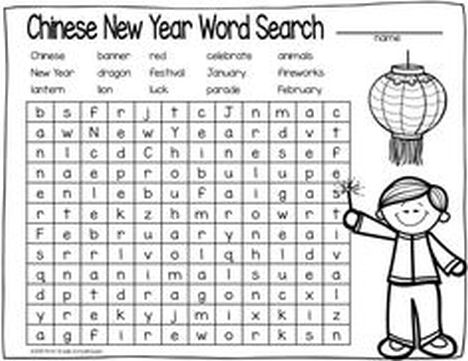 Chinese New Year Word Search
name
Chinese banner red celebrate animals
New Year dragon festival January fireworks
lantern lion luck parade February
b s f r j t c J n m a c
a w N e w Y e a r d v t
n l c d C h i n e s e f
n a e p r o b u l u p e
e n l e b u f a i g a s
r t e k z h m r o w r t
F e b r u a r y n e a i
s r r l v o l q h l d v
q n a n i m a l s u e a
d p t d r a g o n c x l
y r e k y j m i x k i z
a g f i r e w o r k s n